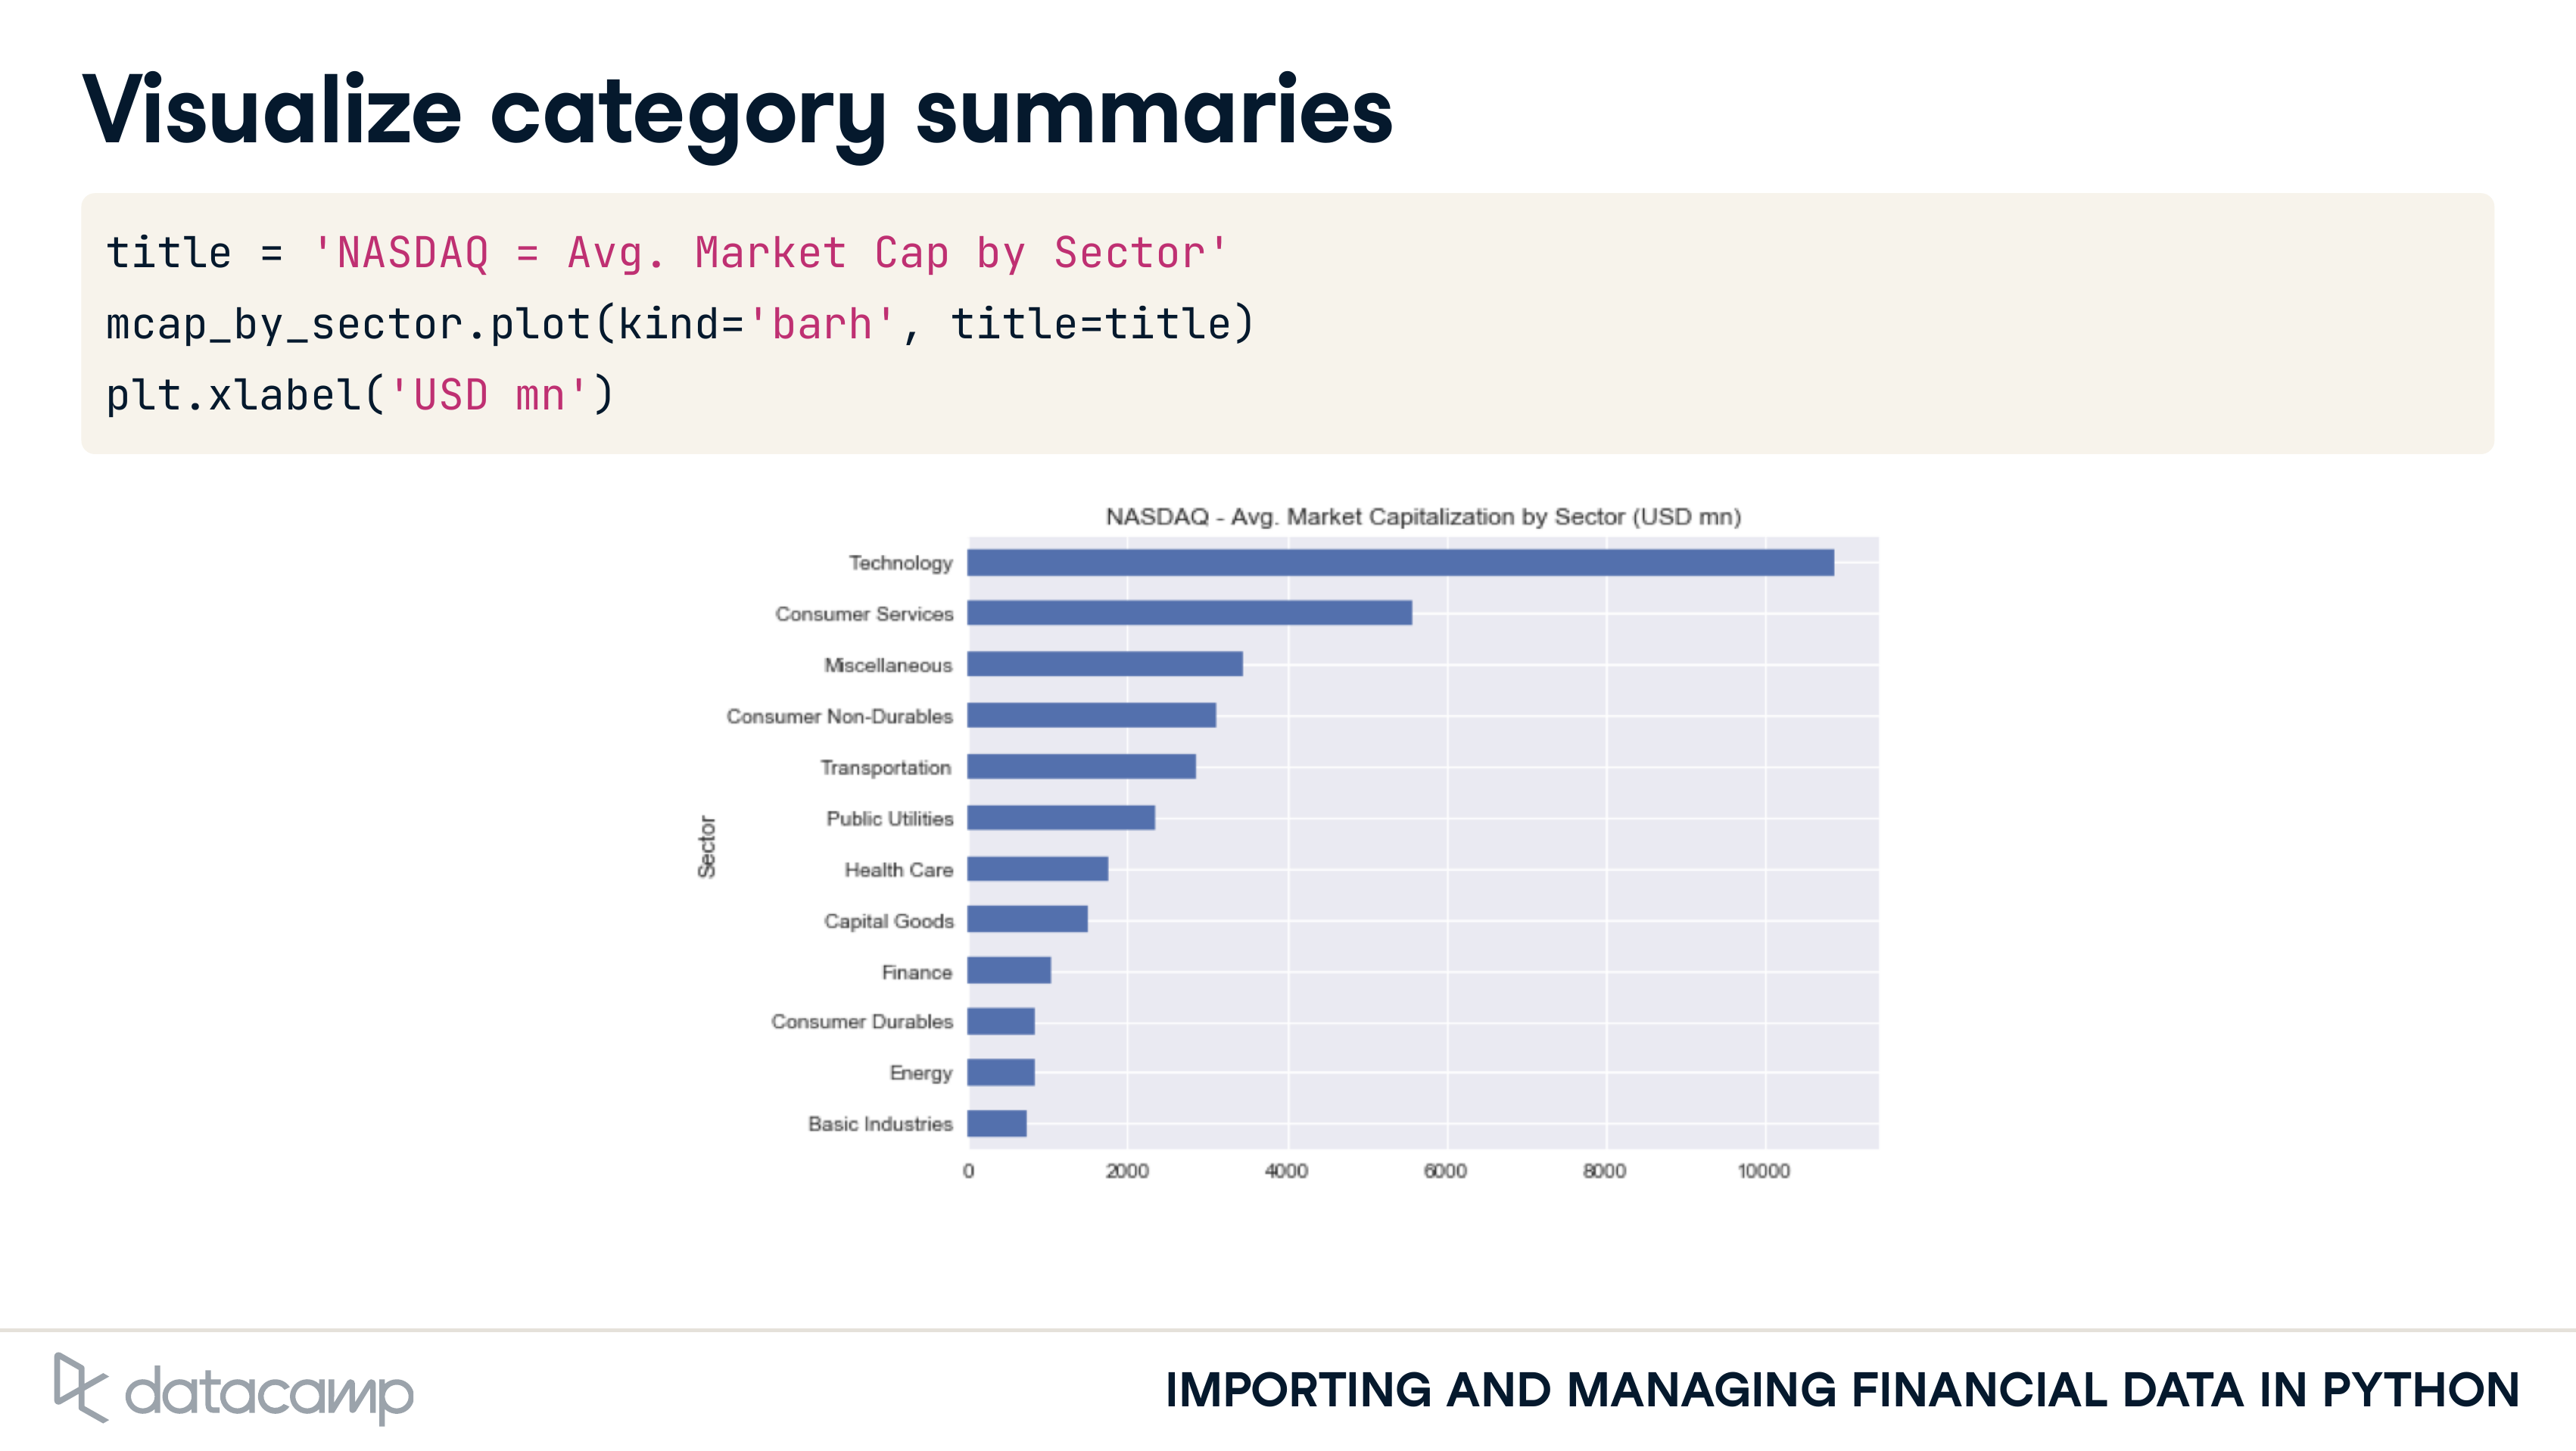 Visualize category summaries
title = 'NASDAQ = Avg. Market Cap by Sector'
mcap_by_sector.plot(kind='barh', title=title)
plt.xlabel('USD mn')
NASDAQ - Avg. Market Capitalization by Sector (USD mn)
Technology
Consumer Services
Miscellaneous
Consumer Non-Durables
Transportation
Public Utilities
Health Care
Capital Goods
Finance
Consumer Durables
Energy
Basic Industries
Sector
0 2000 4000 6000 8000 10000
datacamp
IMPORTING AND MANAGING FINANCIAL DATA IN PYTHON